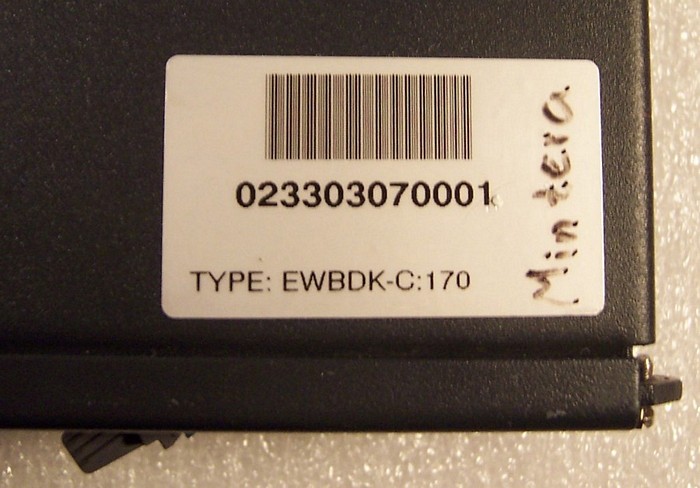 023303070001
TYPE: EWBDK-C:170
Mintera